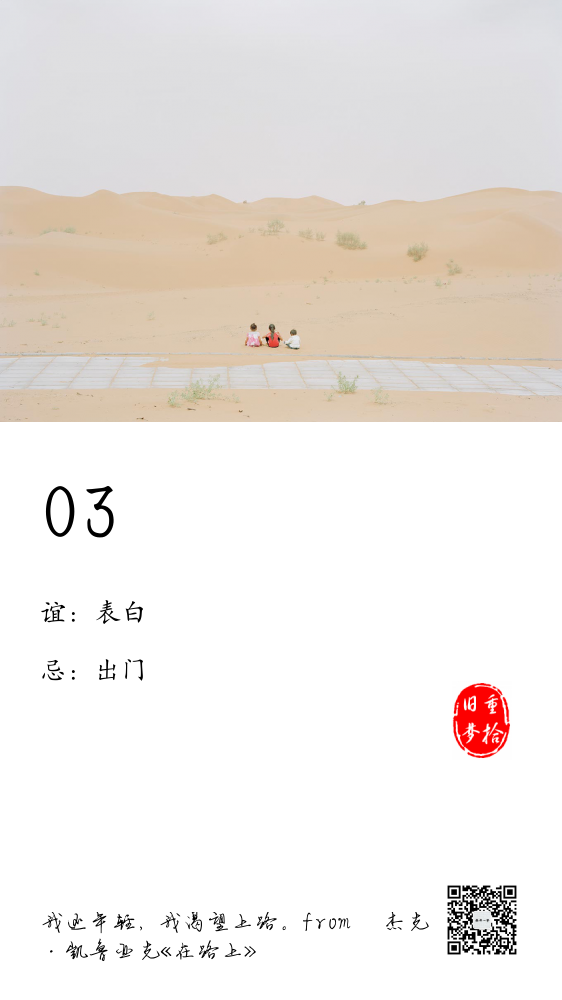 03
谊：表白
忌：出门
重拾
旧梦
我还年轻，我渴望上路。from 杰克
·凯鲁亚克《在路上》